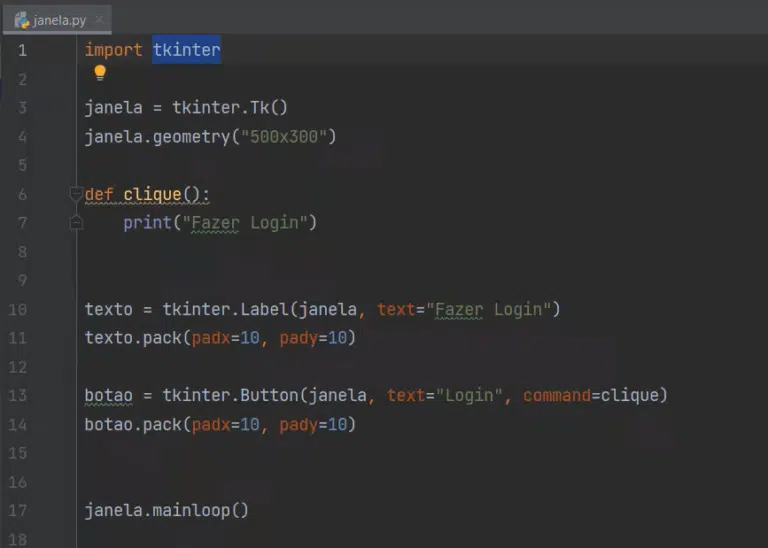 janela.py
1 import tkinter
2
3 janela = tkinter.Tk()
4 janela.geometry("500x300")
5
6 def clique():
7     print("Fazer Login")
8
9
10 texto = tkinter.Label(janela, text="Fazer Login")
11 texto.pack(padx=10, pady=10)
12
13 botao = tkinter.Button(janela, text="Login", command=clique)
14 botao.pack(padx=10, pady=10)
15
16
17 janela.mainloop()
18